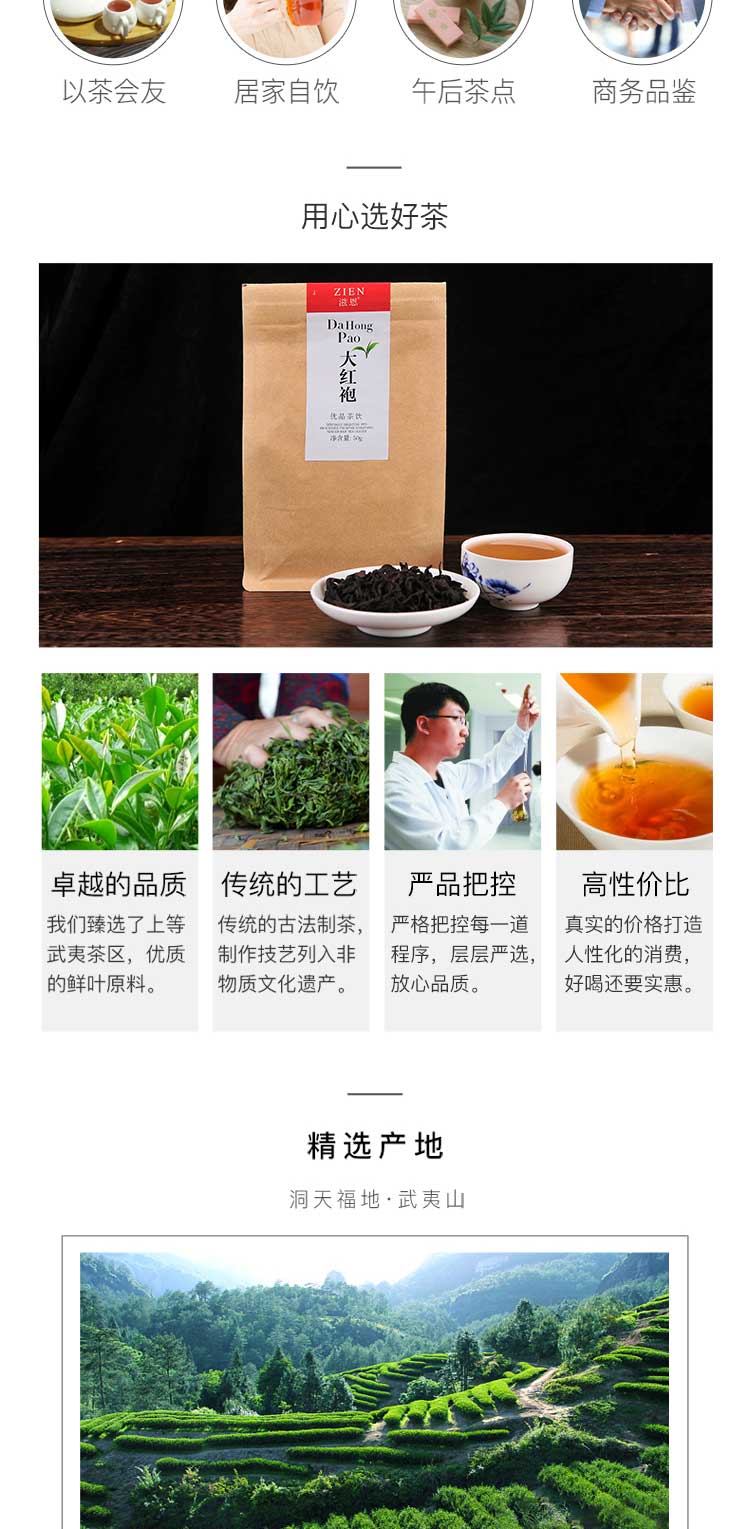 以茶会友
居家自饮
午后茶点
商务品鉴
用心选好茶
ZIEN
滋恩®
DaHong
Pao
大红袍
优品茶饮
净含量: 50g
卓越的品质
我们臻选了上等
武夷茶区，优质
的鲜叶原料。
传统的工艺
传统的古法制茶，
制作技艺列入非
物质文化遗产。
严品把控
严格把控每一道
程序，层层严选，
放心品质。
高性价比
真实的价格打造
人性化的消费，
好喝还要实惠。
精选产地
洞天福地·武夷山